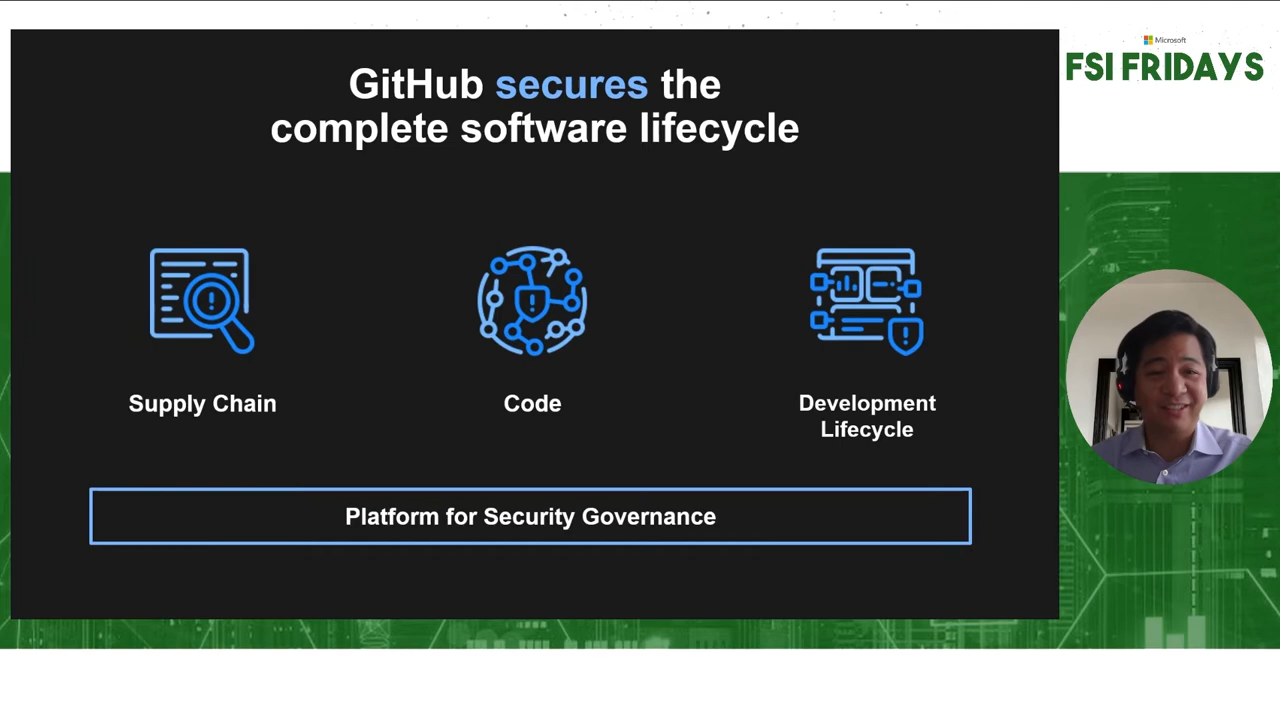 GitHub secures the
complete software lifecycle
Microsoft
FSI FRIDAYS
Supply Chain
Code
Development
Lifecycle
Platform for Security Governance